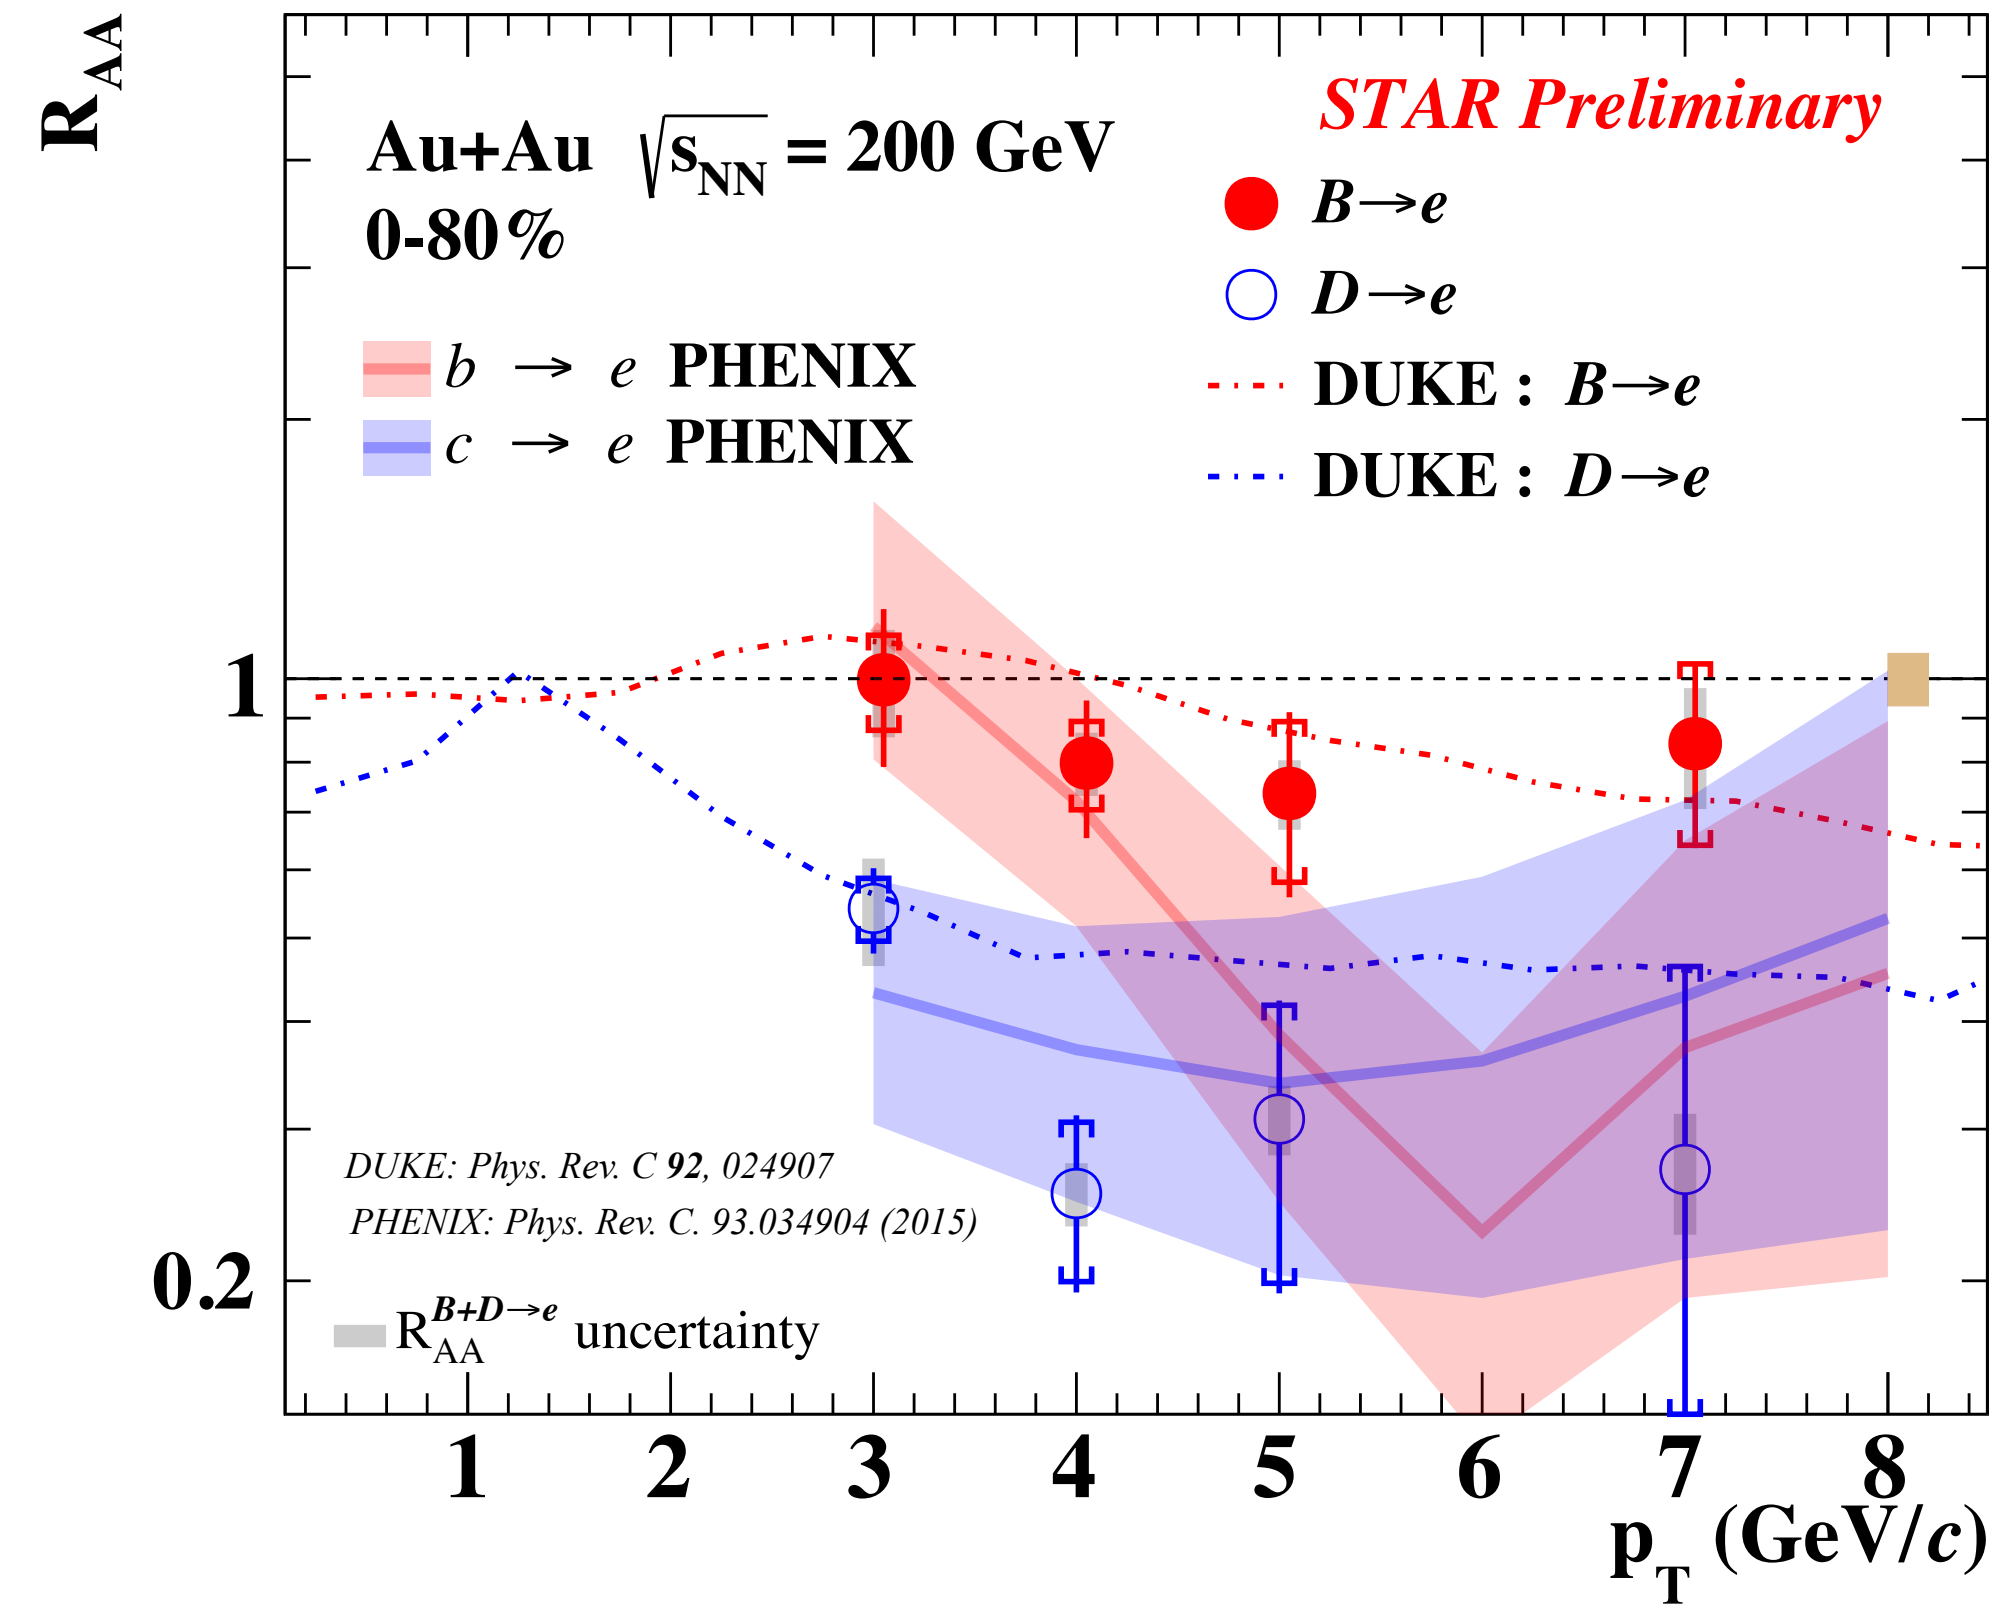 R_AA
STAR Preliminary
Au+Au √s_NN = 200 GeV
0-80%
B→e
D→e
b → e PHENIX
c → e PHENIX
DUKE : B→e
DUKE : D→e
1
0.2
DUKE: Phys. Rev. C 92, 024907
PHENIX: Phys. Rev. C. 93.034904 (2015)
R_AA^B+D→e uncertainty
1 2 3 4 5 6 7 8
p_T (GeV/c)